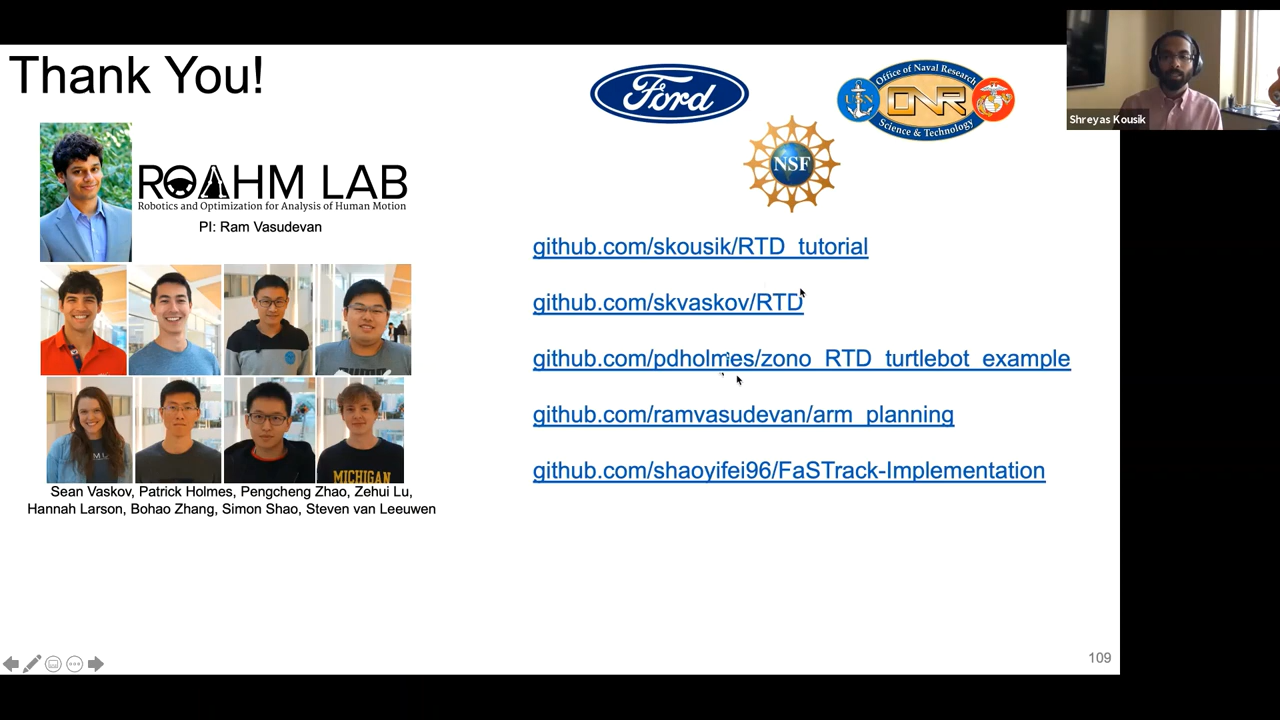 Thank You!
ROAHM LAB
Robotics and Optimization for Analysis of Human Motion
PI: Ram Vasudevan
Sean Vaskov, Patrick Holmes, Pengcheng Zhao, Zehui Lu,
Hannah Larson, Bohao Zhang, Simon Shao, Steven van Leeuwen
MICHIGAN
Ford
Office of Naval Research
USN
ONR
Science & Technology
NSF
github.com/skousik/RTD_tutorial
github.com/skvaskov/RTD
github.com/pdholmes/zono_RTD_turtlebot_example
github.com/ramvasudevan/arm_planning
github.com/shaoyifei96/FaSTrack-Implementation
109
Shreyas Kousik